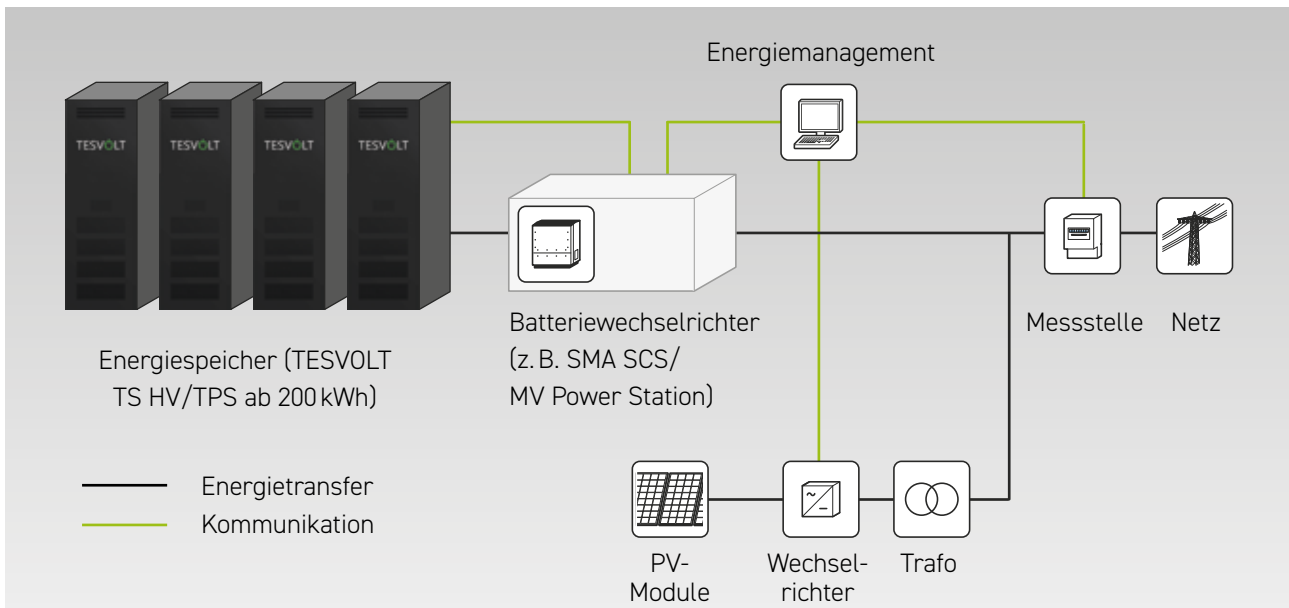 Energiemanagement
TESVOLT
TESVOLT
TESVOLT
TESVOLT
Energiespeicher (TESVOLT
TS HV/TPS ab 200 kWh)
Batteriewechselrichter
(z. B. SMA SCS/
MV Power Station)
Messstelle
Netz
Energietransfer
Kommunikation
PV-
Module
Wechsel-
richter
Trafo